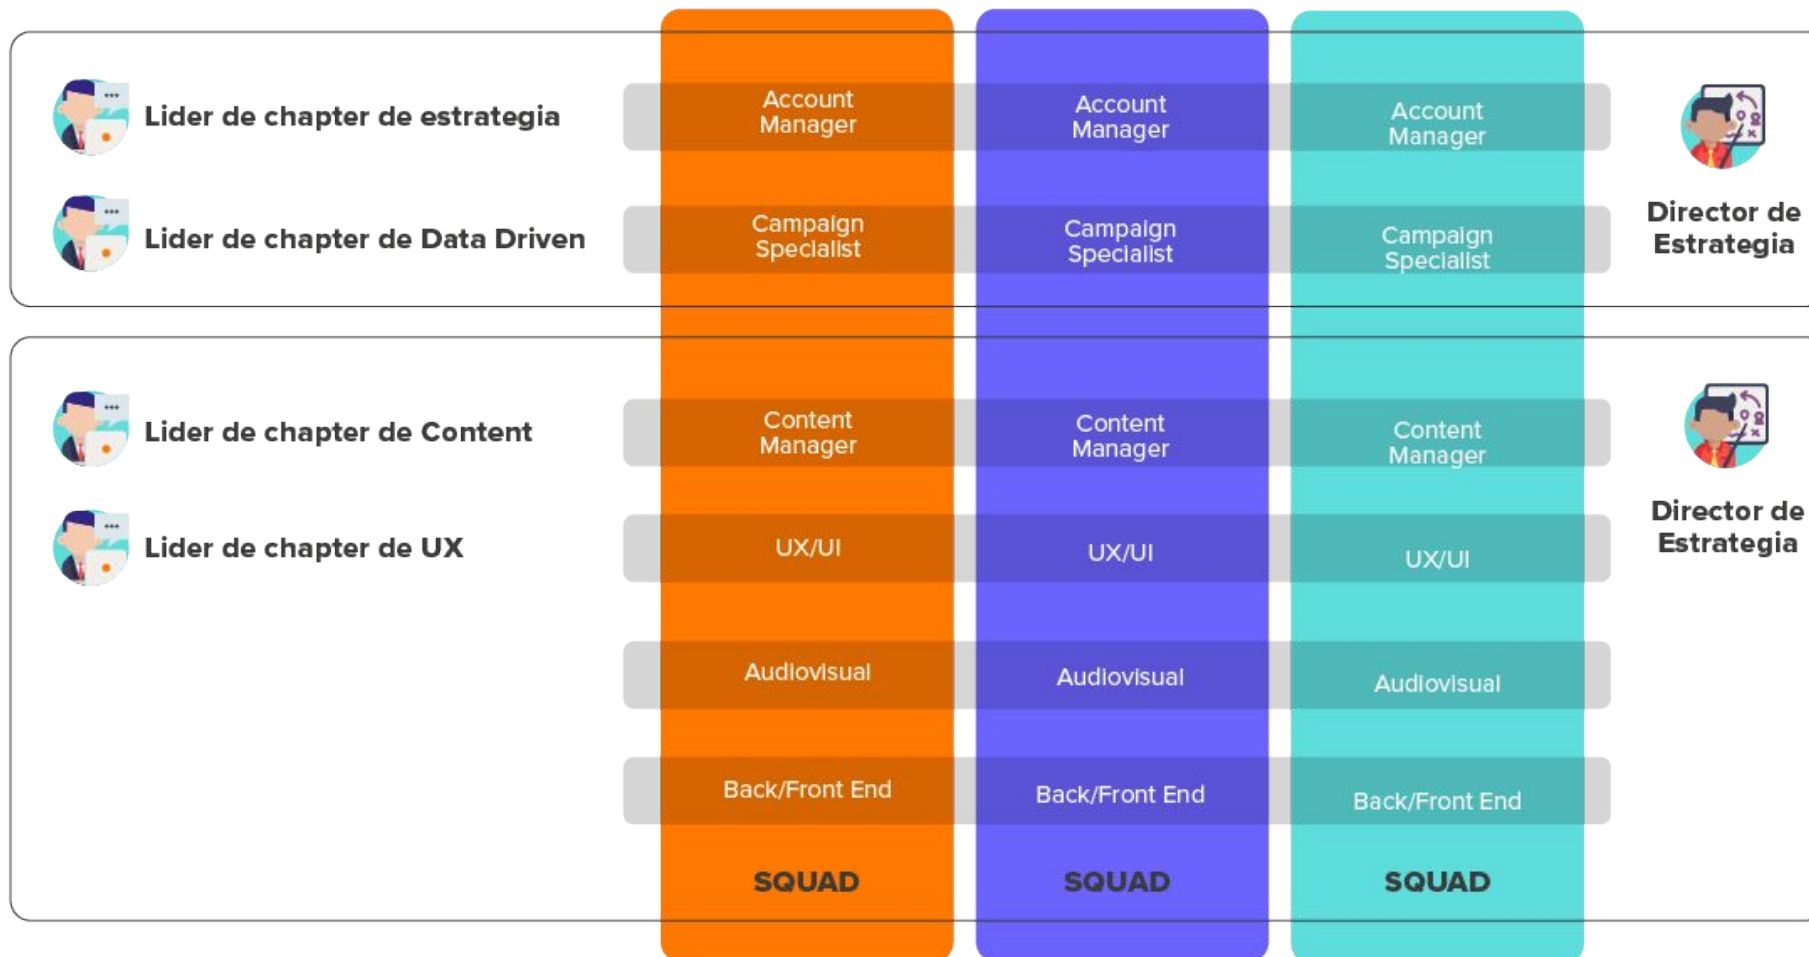 Lider de chapter de estrategia
Account
Manager
Account
Manager
Account
Manager
Lider de chapter de Data Driven
Campaign
Specialist
Campaign
Specialist
Campaign
Specialist
Director de
Estrategia
Lider de chapter de Content
Content
Manager
Content
Manager
Content
Manager
Lider de chapter de UX
UX/UI
UX/UI
UX/UI
Director de
Estrategia
Audiovisual
Audiovisual
Audiovisual
Back/Front End
Back/Front End
Back/Front End
SQUAD
SQUAD
SQUAD